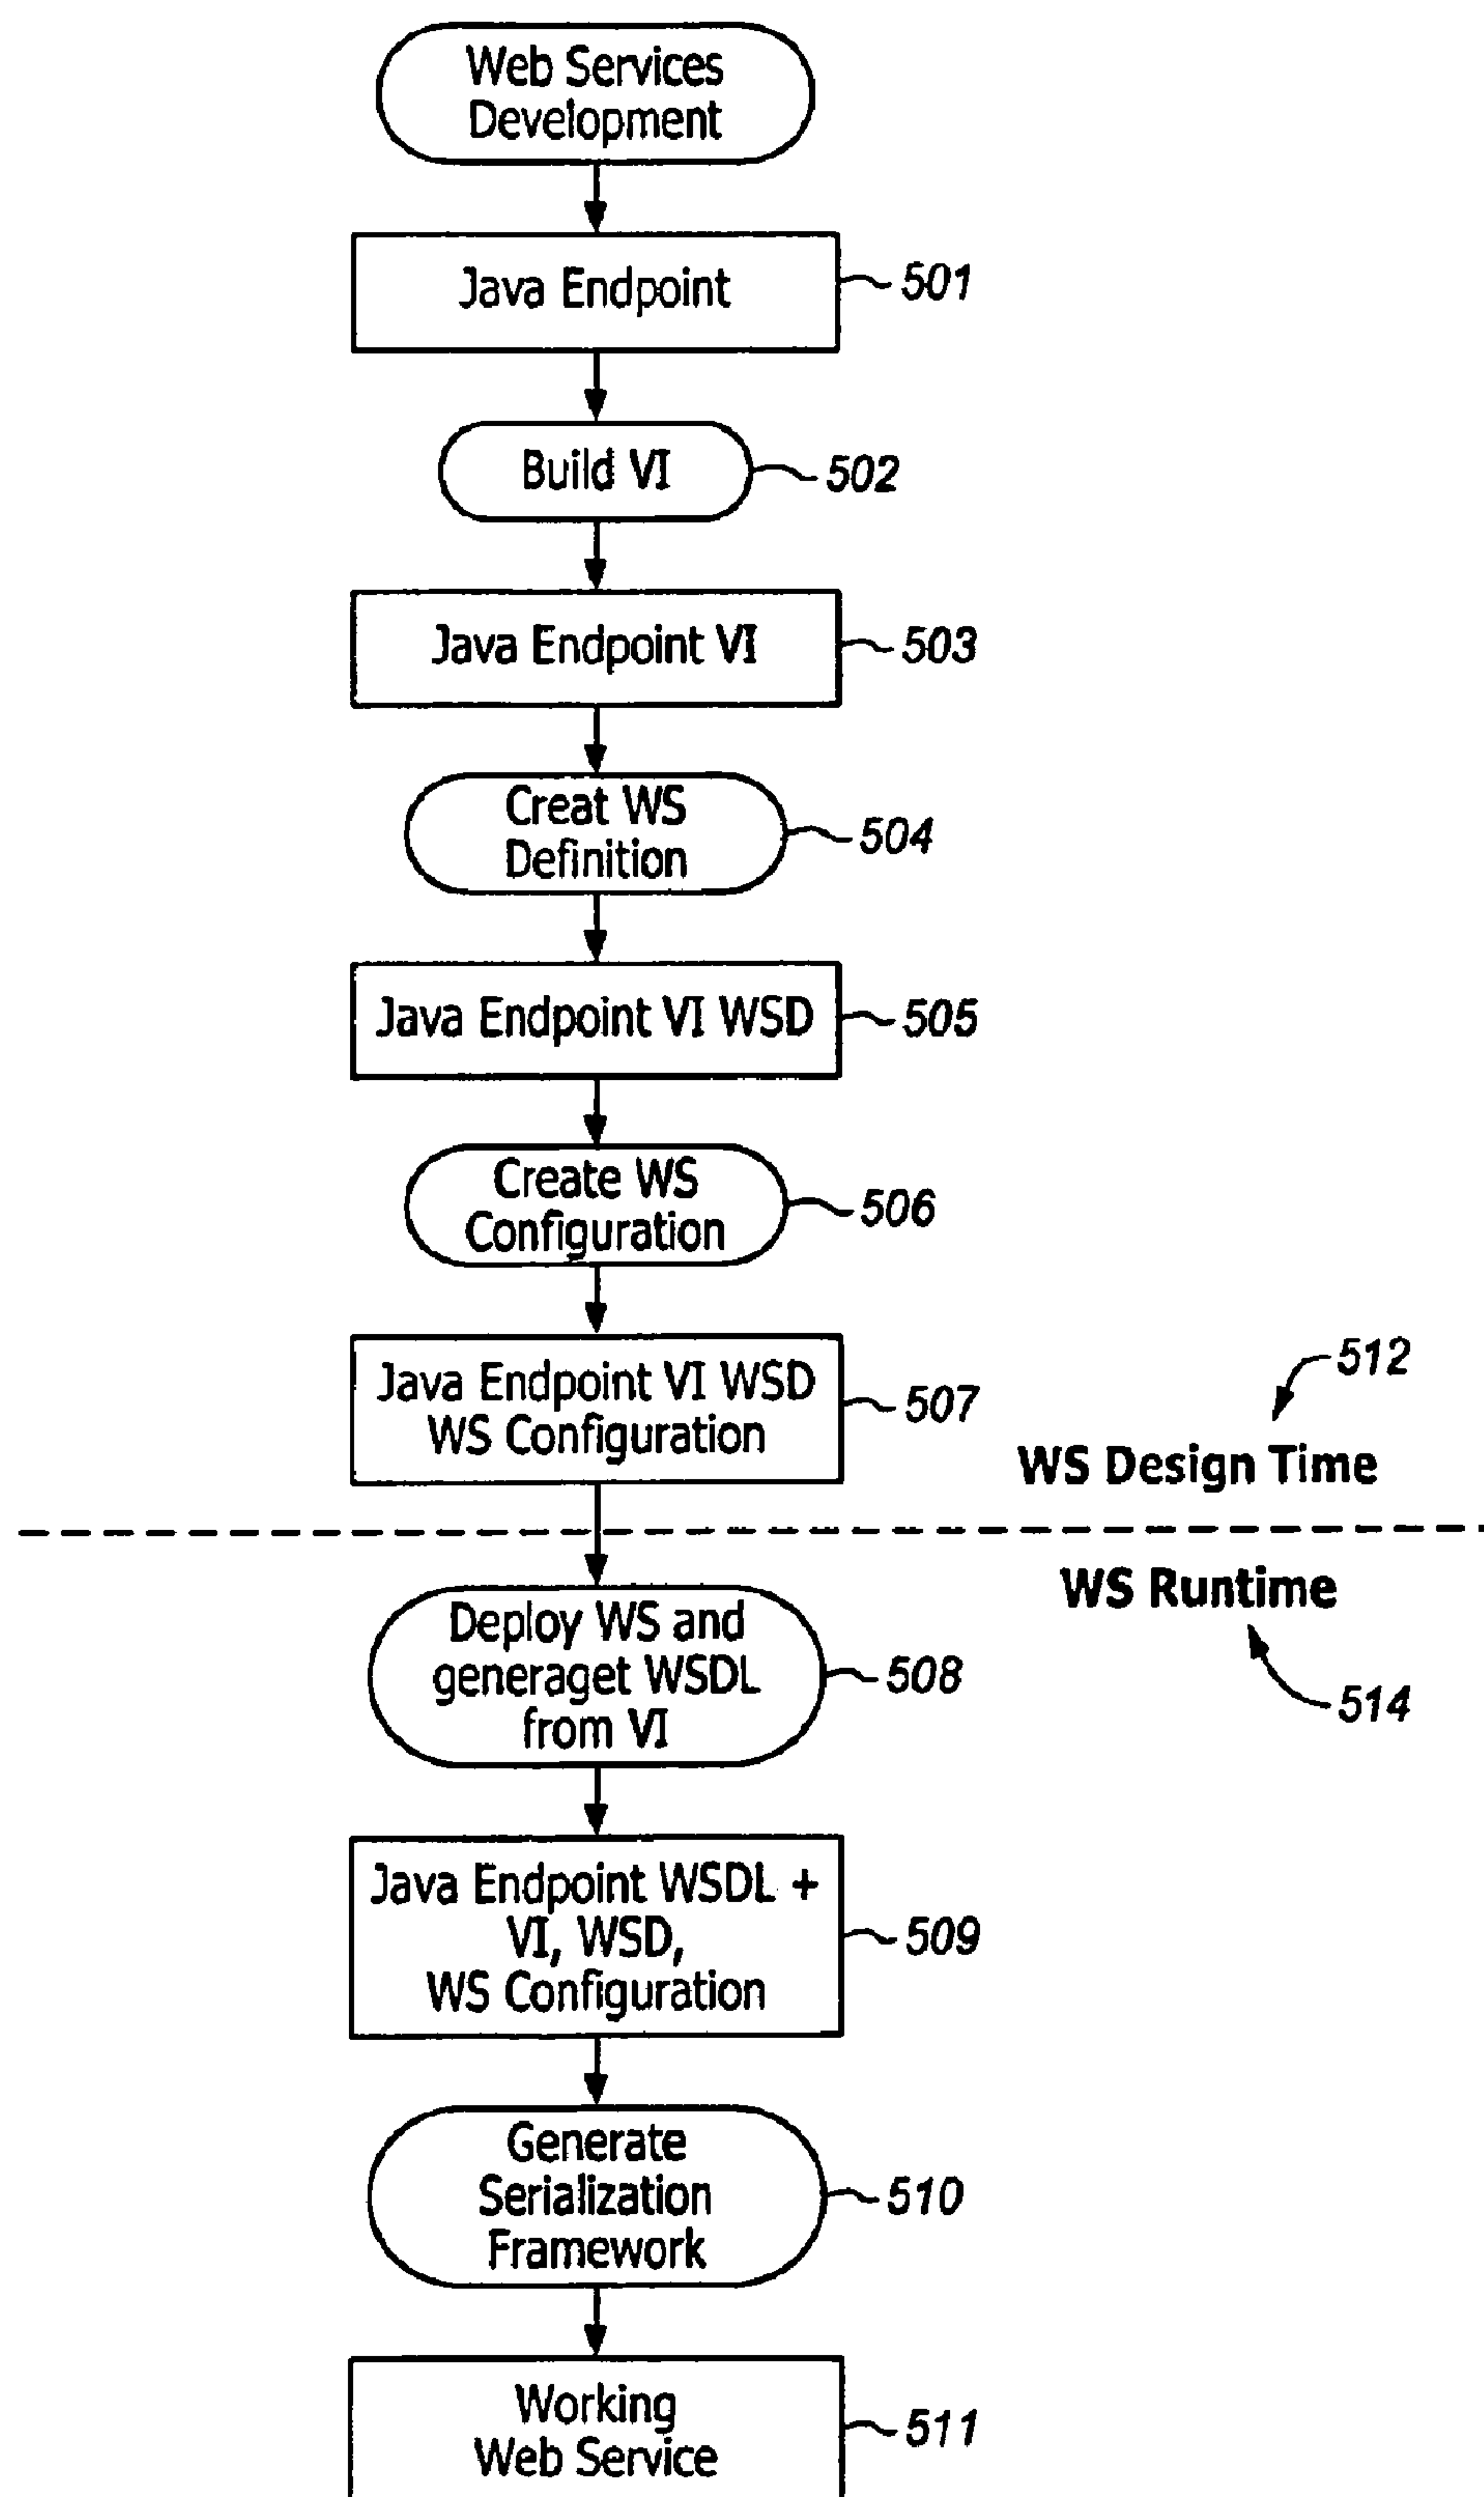 Web Services
Development
Java Endpoint
501
Build VI
502
Java Endpoint VI
503
Creat WS
Definition
504
Java Endpoint VI WSD
505
Create WS
Configuration
506
Java Endpoint VI WSD
WS Configuration
507
512
WS Design Time
WS Runtime
514
Deploy WS and
generaget WSDL
from VI
508
Java Endpoint WSDL +
VI, WSD,
WS Configuration
509
Generate
Serialization
Framework
510
Working
Web Service
511